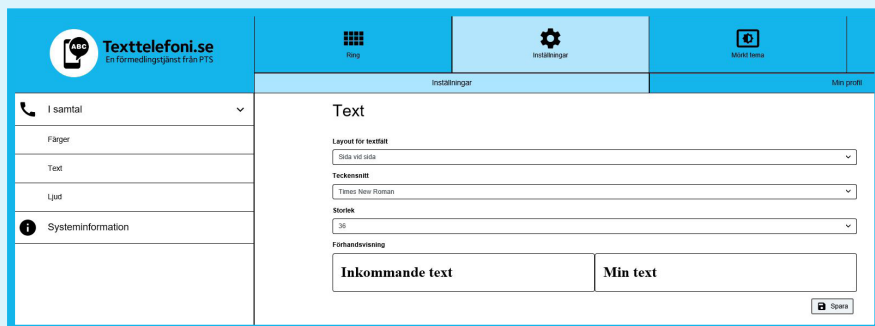 ABC
Texttelefoni.se
En förmedlingstjänst från PTS
Ring
Inställningar
Mörkt tema
Inställningar
Min profil
I samtal
Färger
Text
Ljud
Systeminformation
Text
Layout för textfält
Sida vid sida
Teckensnitt
Times New Roman
Storlek
36
Förhandsvisning
Inkommande text
Min text
Spara